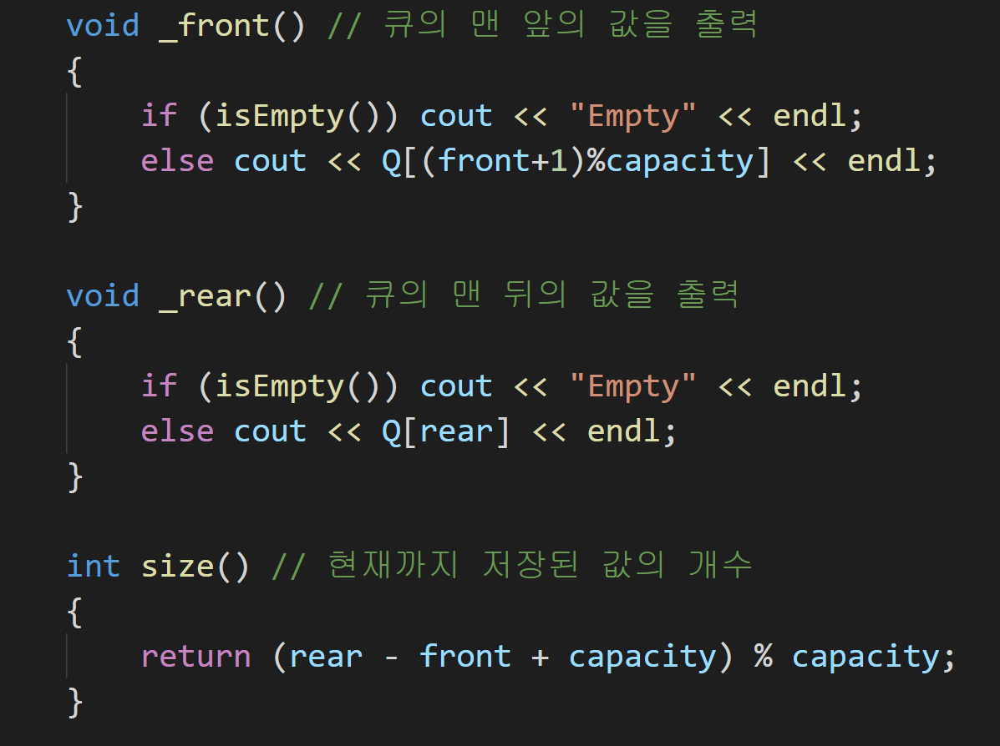 void _front() // 큐의 맨 앞의 값을 출력
{
    if (isEmpty()) cout << "Empty" << endl;
    else cout << Q[(front+1)%capacity] << endl;
}

void _rear() // 큐의 맨 뒤의 값을 출력
{
    if (isEmpty()) cout << "Empty" << endl;
    else cout << Q[rear] << endl;
}

int size() // 현재까지 저장된 값의 개수
{
    return (rear - front + capacity) % capacity;
}